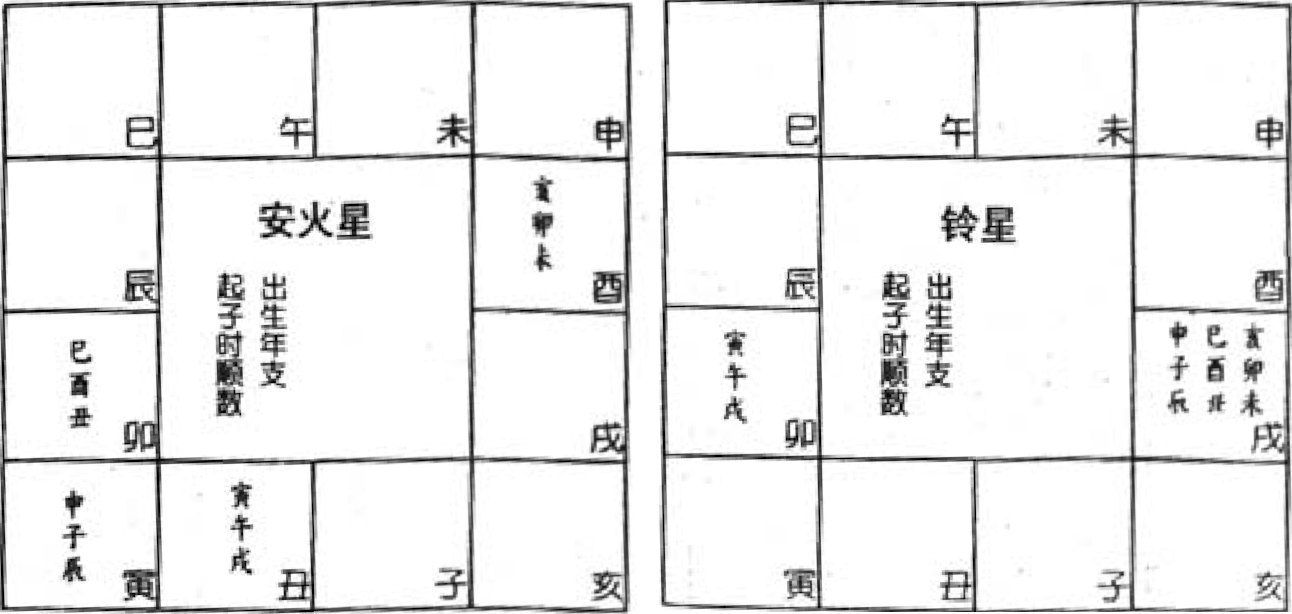 巳
午
未
申
安火星
出生年支
起子时顺数
亥卯未
酉
辰
巳酉丑
卯
戌
申子辰
寅
寅午戌
丑
子
亥
巳
午
未
申
铃星
出生年支
起子时顺数
酉
辰
寅午戌
卯
亥卯未
巳酉丑
申子辰
戌
寅
丑
子
亥